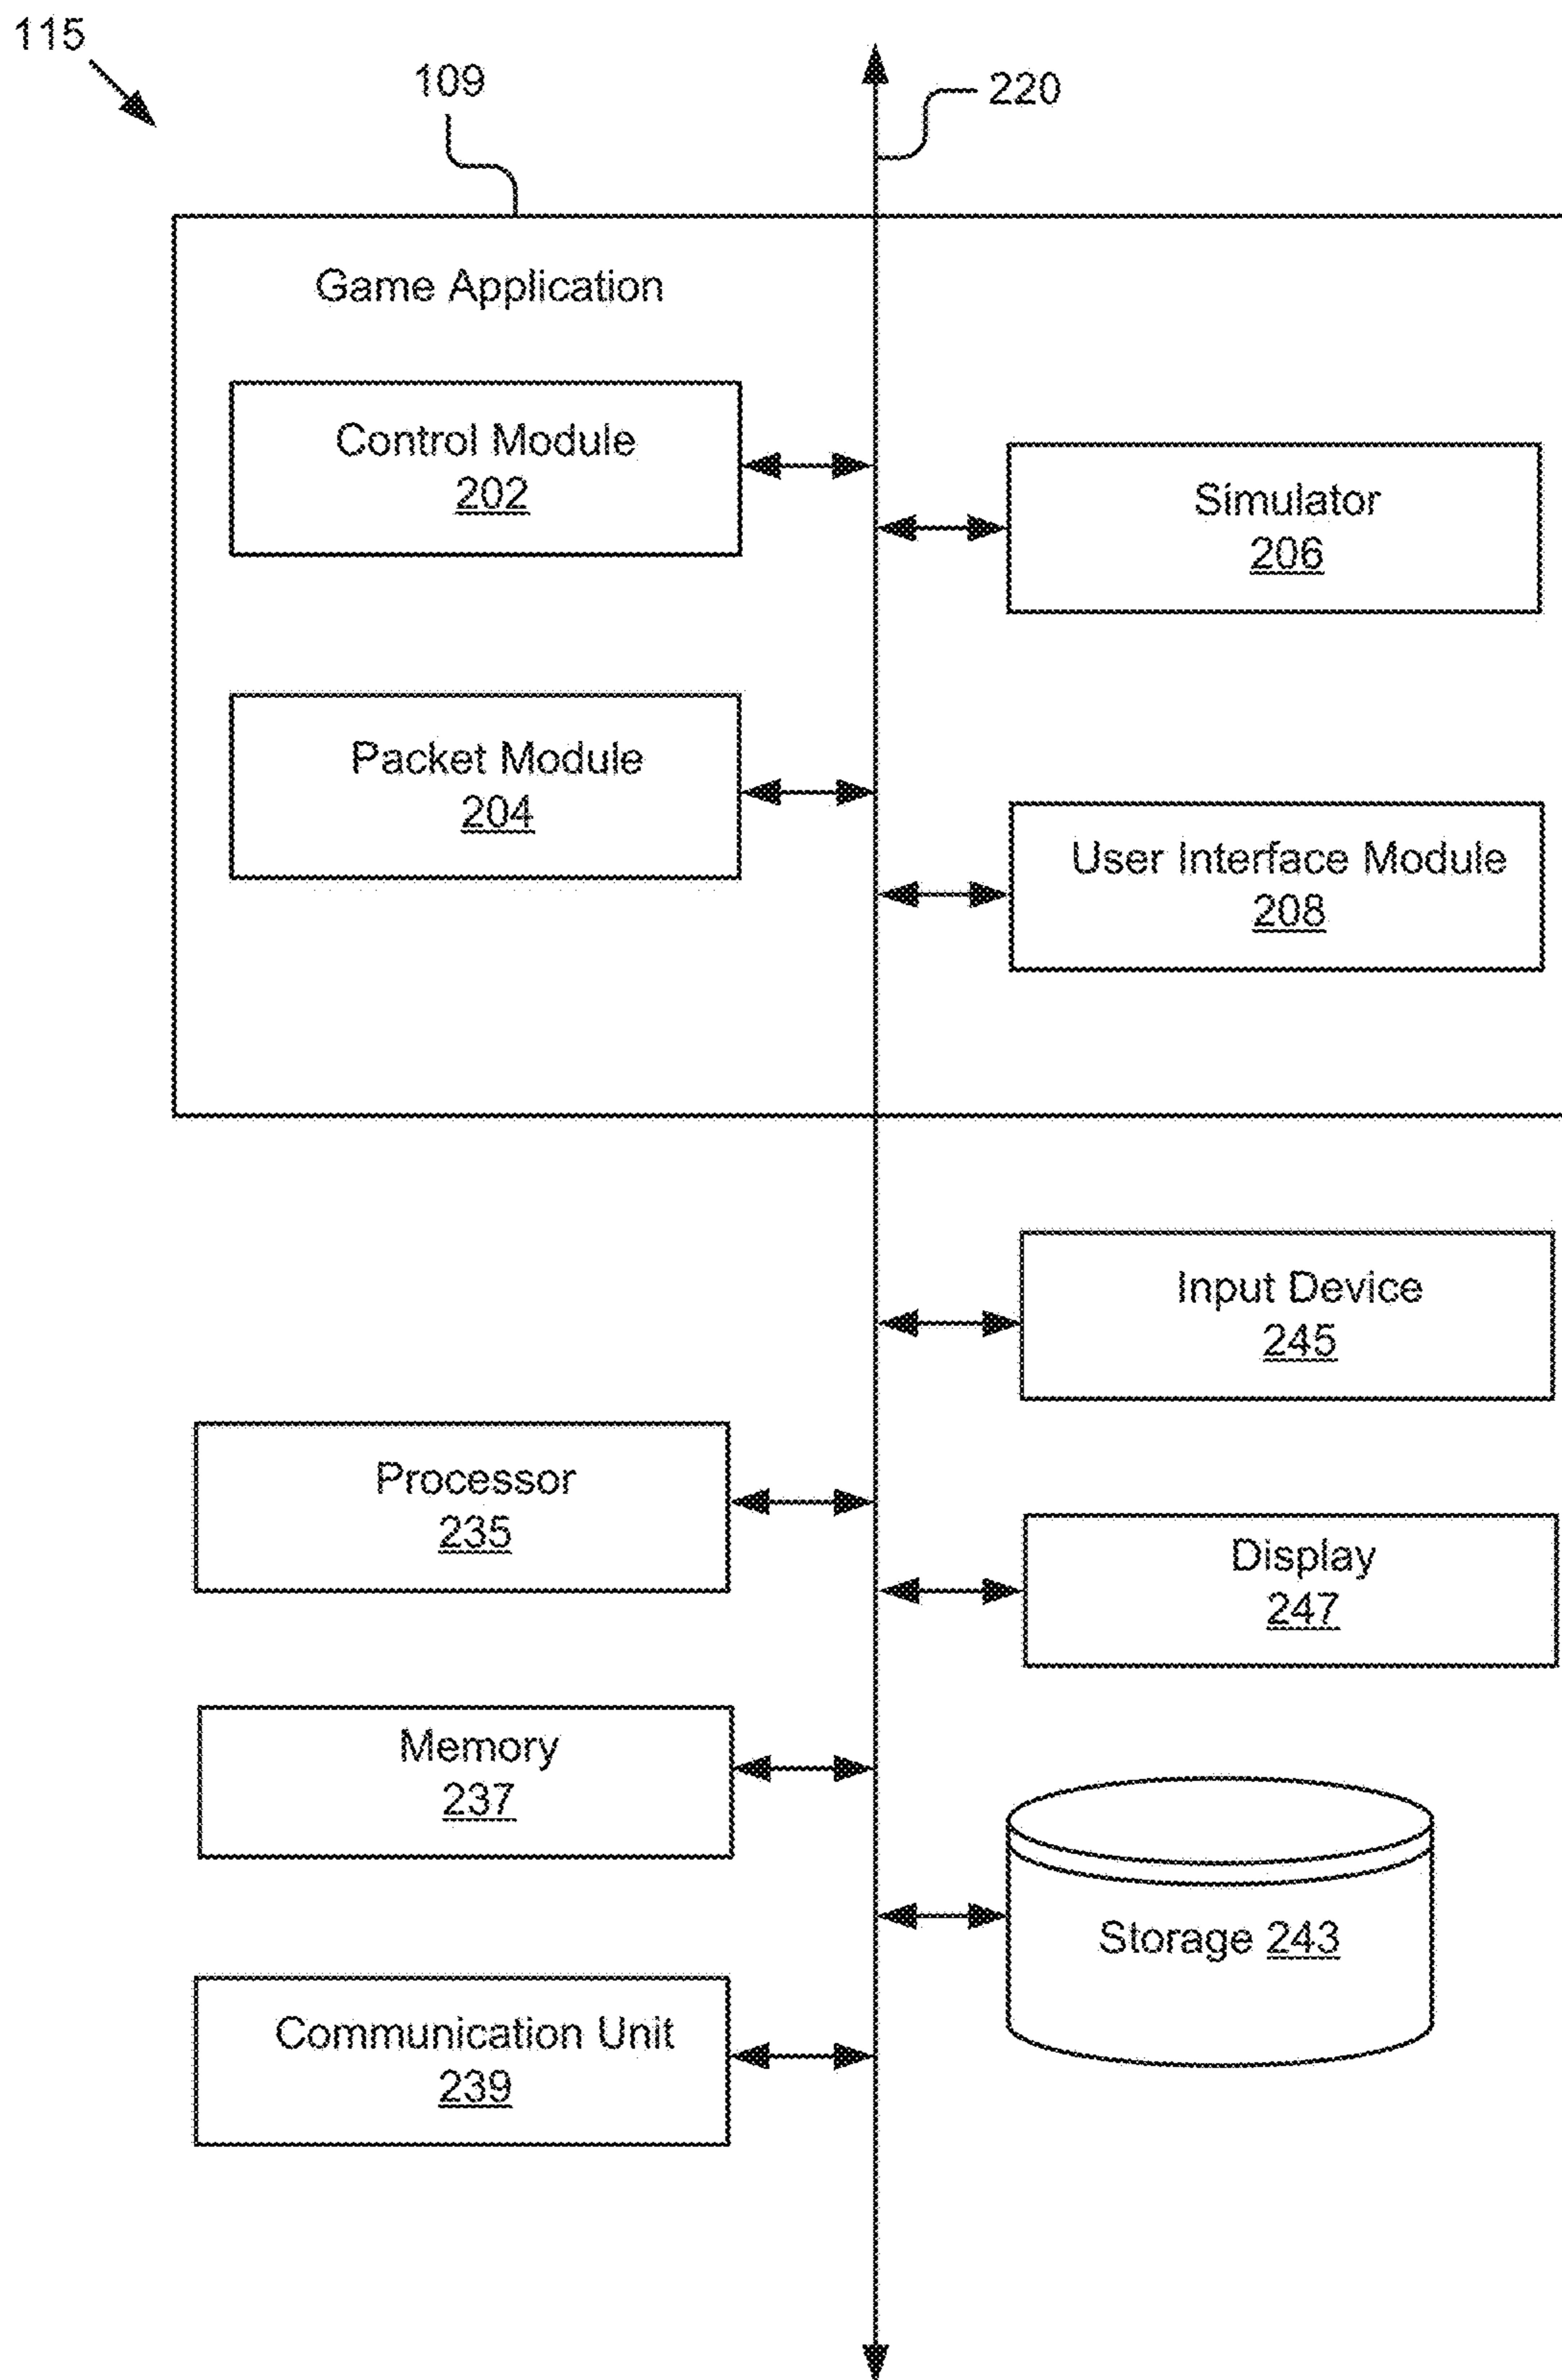 115
109
220
Game Application
Control Module
202
Simulator
206
Packet Module
204
User Interface Module
208
Input Device
245
Processor
235
Display
247
Memory
237
Storage 243
Communication Unit
239